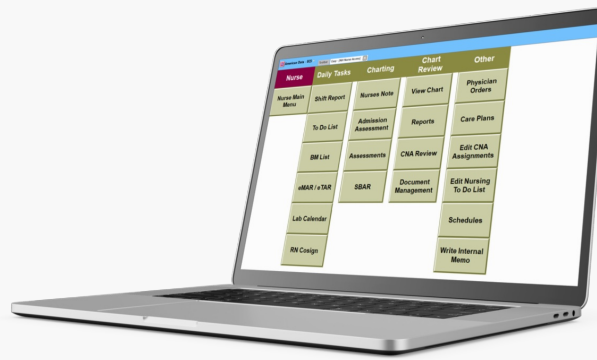 Nurse
Daily Tasks
Charting
Chart
Review
Other
Nurse Main
Menu
Shift Report
To Do List
BM List
eMAR / eTAR
Lab Calendar
RN Cosign
Nurses Note
Admission
Assessment
Assessments
SBAR
View Chart
Reports
CNA Review
Document
Management
Physician
Orders
Care Plans
Edit CNA
Assignments
Edit Nursing
To Do List
Schedules
Write Internal
Memo